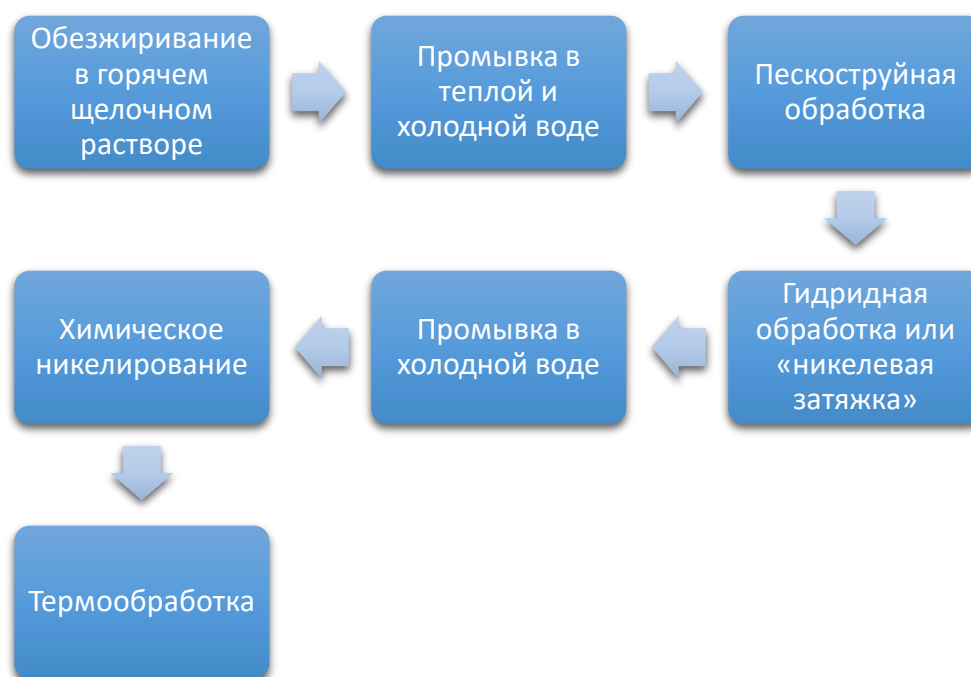 Обезжиривание
в горячем
щелочном
растворе
Промывка в
теплой и
холодной воде
Пескоструйная
обработка
Гидридная
обработка или
«никелевая
затяжка»
Промывка в
холодной воде
Химическое
никелирование
Термообработка